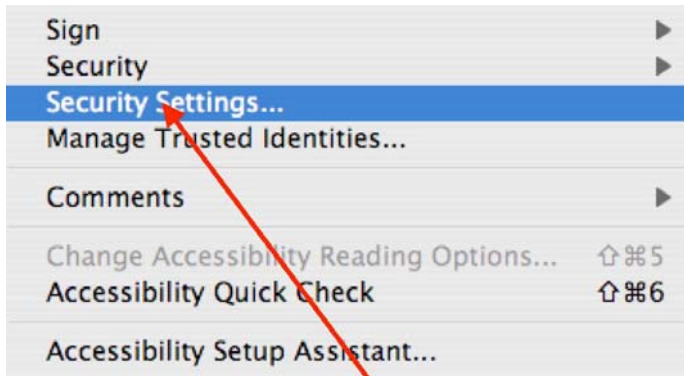 Sign
Security
Security Settings...
Manage Trusted Identities...
Comments
Change Accessibility Reading Options... ⇧⌘5
Accessibility Quick Check ⇧⌘6
Accessibility Setup Assistant...